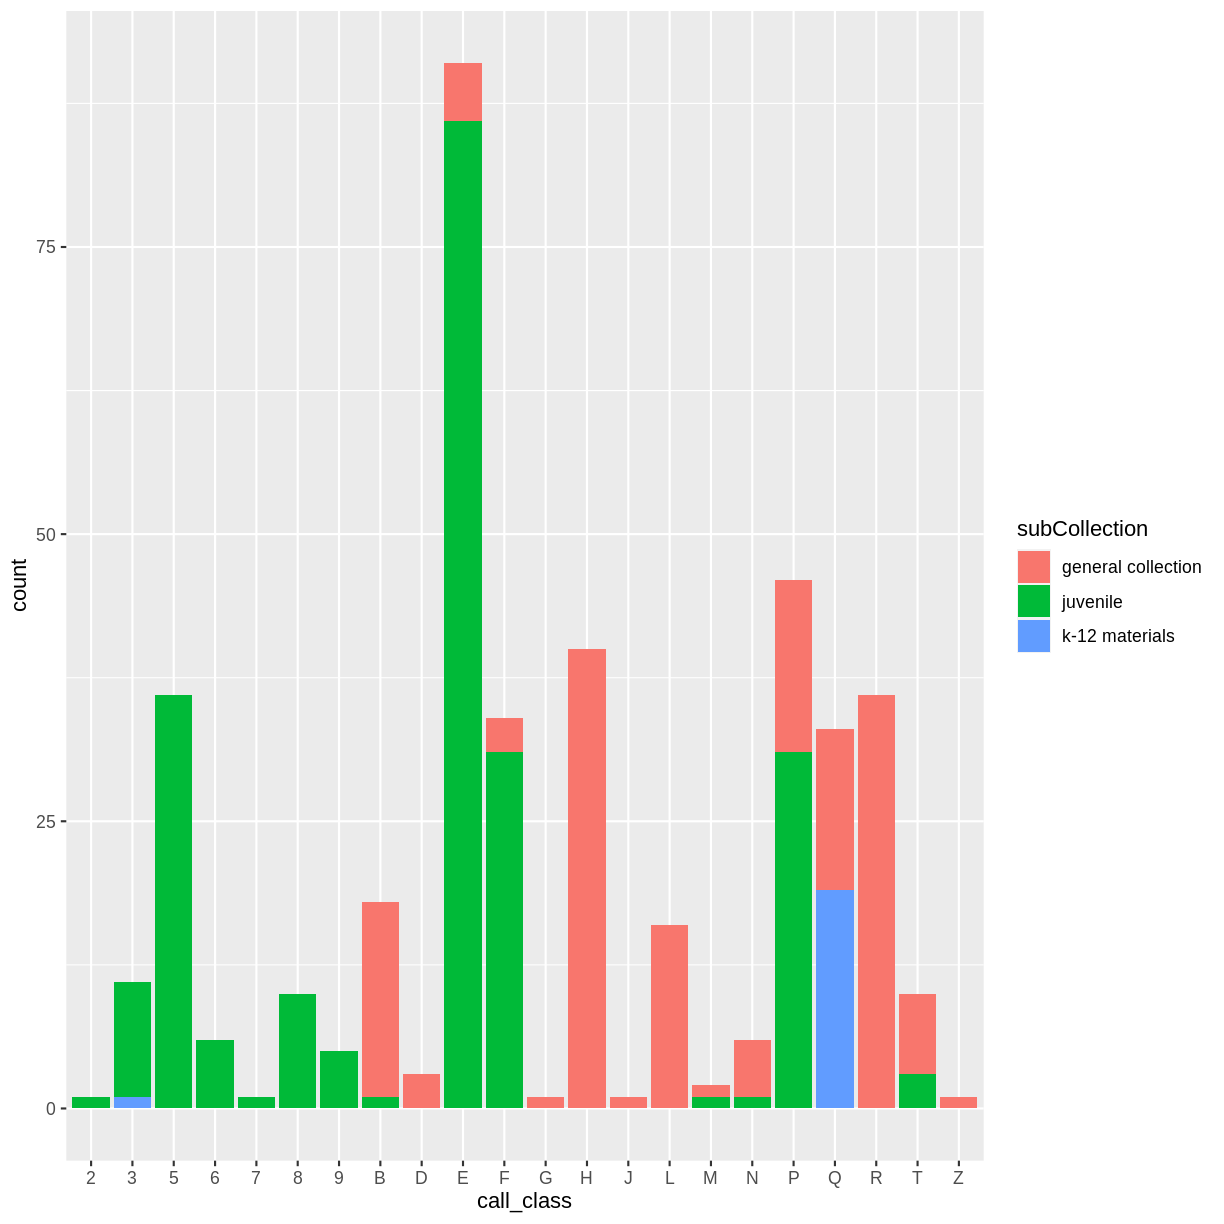 75
50
25
0
count
2 3 5 6 7 8 9 B D E F G H J L M N P Q R T Z
call_class
subCollection
general collection
juvenile
k-12 materials